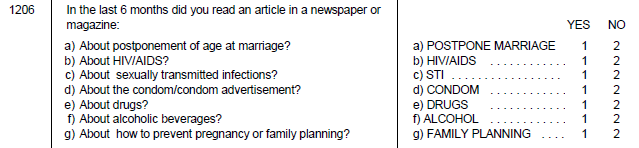 1206 In the last 6 months did you read an article in a newspaper or
magazine: YES NO
a) About postponement of age at marriage? a) POSTPONE MARRIAGE 1 2
b) About HIV/AIDS? b) HIV/AIDS ............ 1 2
c) About sexually transmitted infections? c) STI ................. 1 2
d) About the condom/condom advertisement? d) CONDOM ............ 1 2
e) About drugs? e) DRUGS ............ 1 2
f) About alcoholic beverages? f) ALCOHOL ............ 1 2
g) About how to prevent pregnancy or family planning? g) FAMILY PLANNING .... 1 2